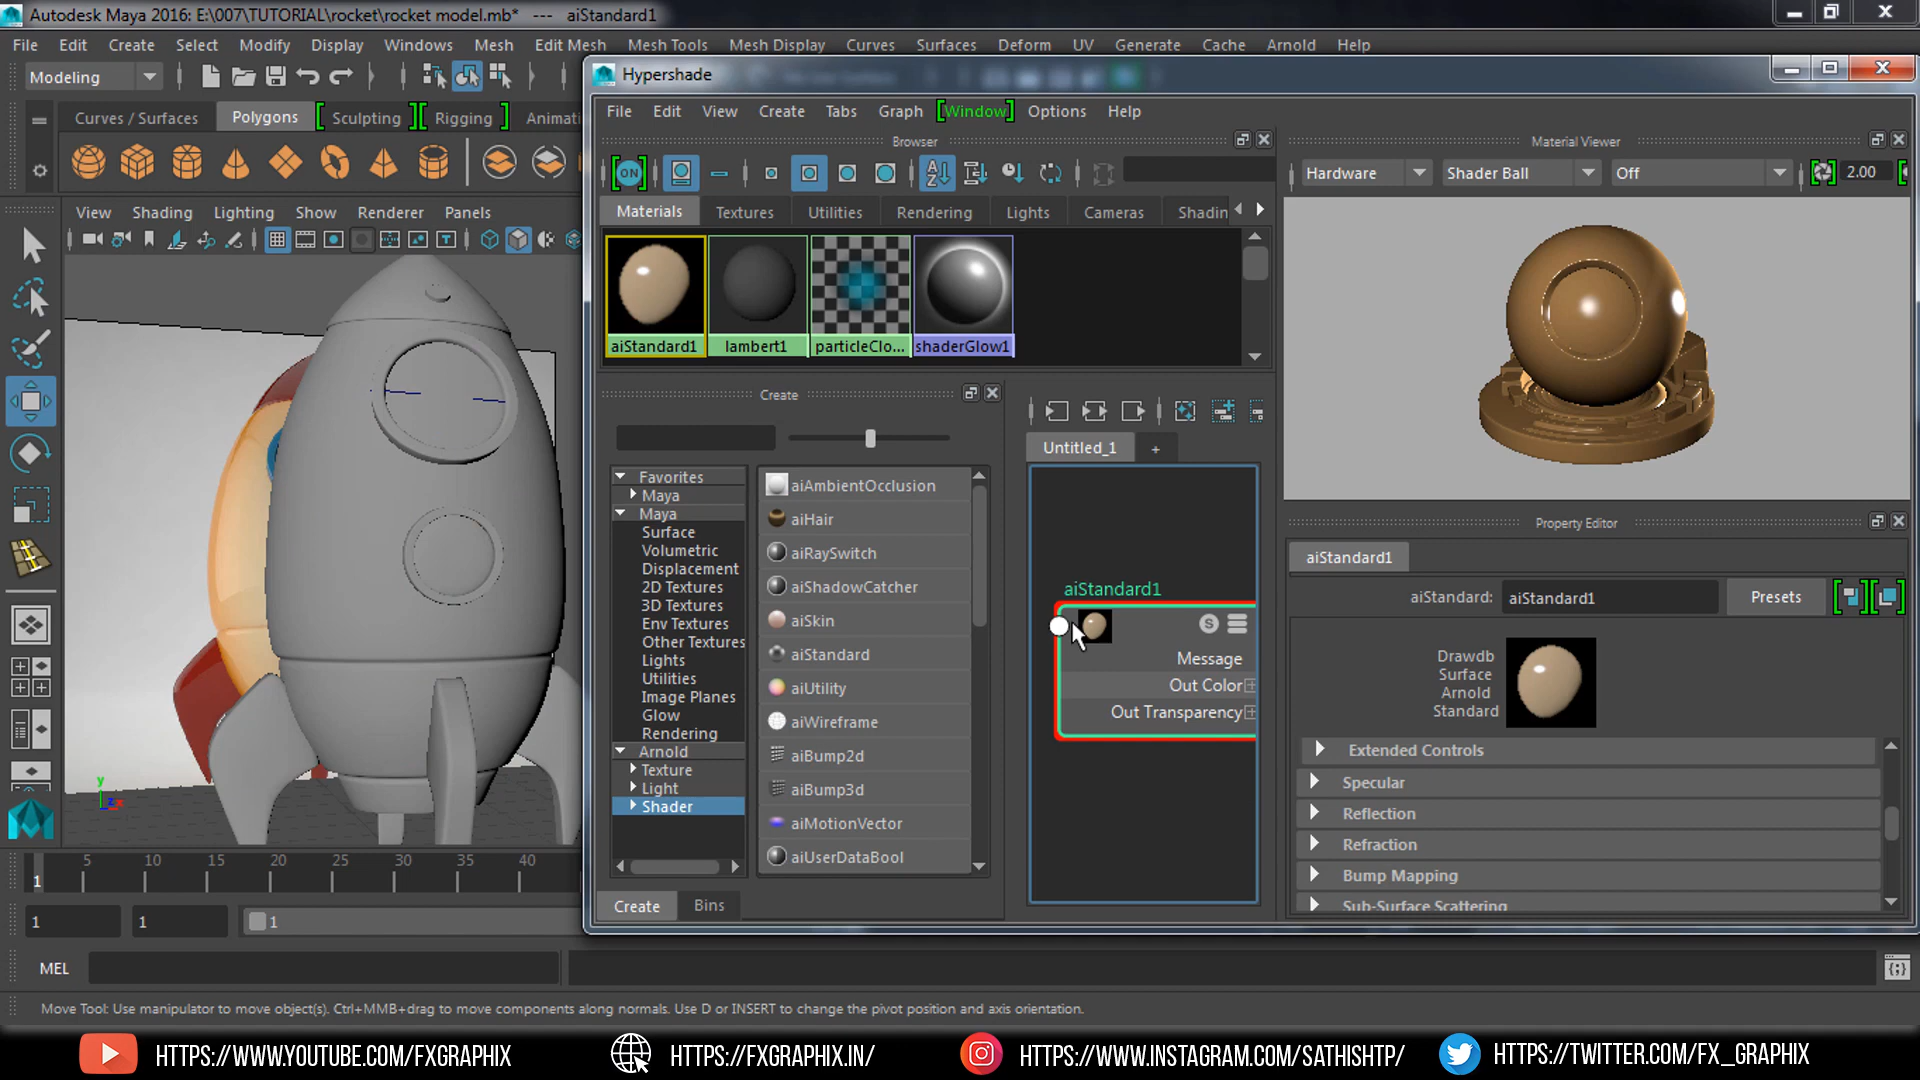 Autodesk Maya 2016: E:\007\TUTORIAL\rocket\rocket model.mb*   ---   aiStandard1
File Edit Create Select Modify Display Windows Mesh Edit Mesh Mesh Tools Mesh Display Curves Surfaces Deform UV Generate Cache Arnold Help
Modeling
Curves / Surfaces Polygons Sculpting Rigging Animati
View Shading Lighting Show Renderer Panels
Hypershade
File Edit View Create Tabs Graph [Window] Options Help
Browser
ON
Materials Textures Utilities Rendering Lights Cameras Shadin
aiStandard1 lambert1 particleClo... shaderGlow1
Create
Favorites
Maya
Maya
Surface
Volumetric
Displacement
2D Textures
3D Textures
Env Textures
Other Textures
Lights
Utilities
Image Planes
Glow
Rendering
Arnold
Texture
Light
Shader
aiAmbientOcclusion
aiHair
aiRaySwitch
aiShadowCatcher
aiSkin
aiStandard
aiUtility
aiWireframe
aiBump2d
aiBump3d
aiMotionVector
aiUserDataBool
Create Bins
Untitled_1 +
aiStandard1
S
Message
Out Color
Out Transparency
Material Viewer
Hardware Shader Ball Off 2.00
Property Editor
aiStandard1
aiStandard: aiStandard1 Presets
Drawdb
Surface
Arnold
Standard
Extended Controls
Specular
Reflection
Refraction
Bump Mapping
Sub-Surface Scattering
y
5 10 15 20 25 30 35 40
1
1 1 1
MEL
Move Tool: Use manipulator to move object(s). Ctrl+MMB+drag to move components along normals. Use D or INSERT to change the pivot position and axis orientation.
HTTPS://WWW.YOUTUBE.COM/FXGRAPHIX HTTPS://FXGRAPHIX.IN/ HTTPS://WWW.INSTAGRAM.COM/SATHISHTP/ HTTPS://TWITTER.COM/FX_GRAPHIX